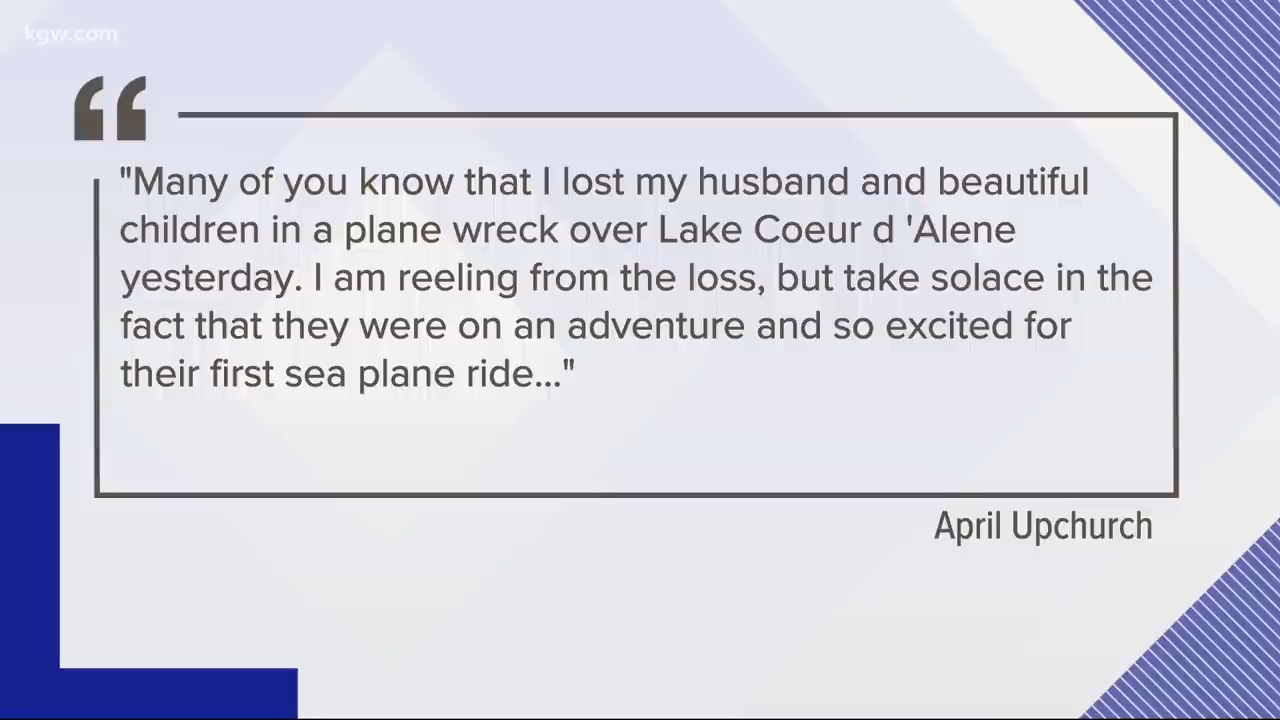 kgw.com
“
"Many of you know that I lost my husband and beautiful
children in a plane wreck over Lake Coeur d 'Alene
yesterday. I am reeling from the loss, but take solace in the
fact that they were on an adventure and so excited for
their first sea plane ride..."
April Upchurch